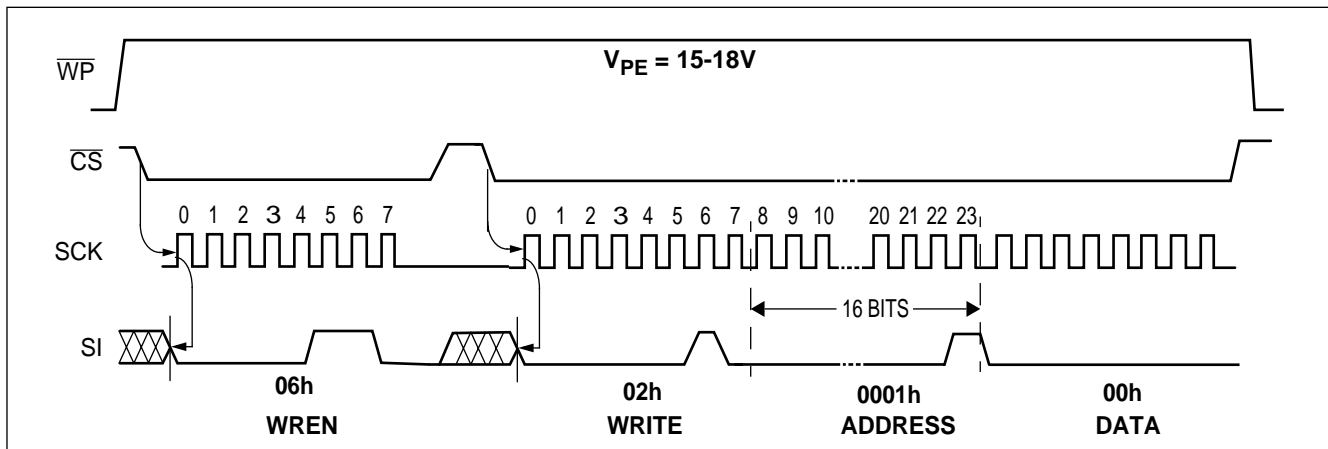 WP
V_PE = 15-18V
CS
0 1 2 3 4 5 6 7
0 1 2 3 4 5 6 7 8 9 10 20 21 22 23
SCK
16 BITS
SI
06h
02h
0001h
00h
WREN
WRITE
ADDRESS
DATA